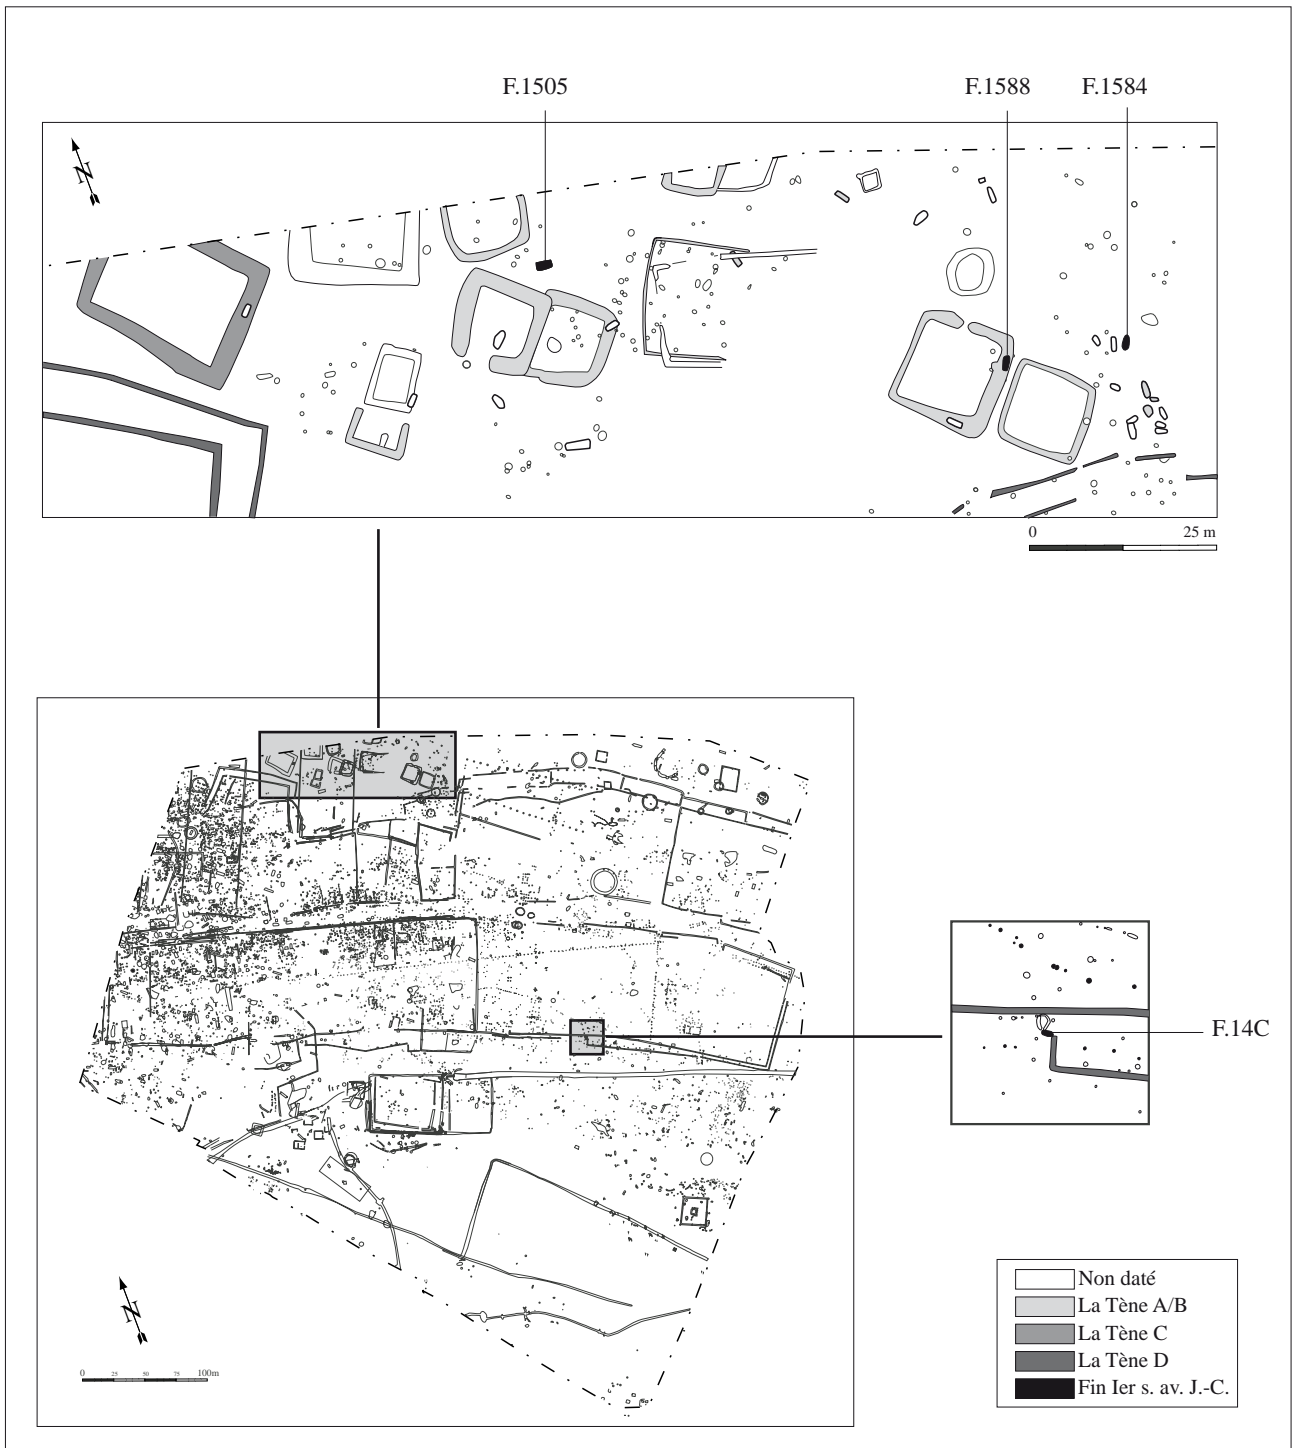 F.1505
F.1588
F.1584
N
0 25 m
F.14C
N
0 25 50 75 100m
Non daté
La Tène A/B
La Tène C
La Tène D
Fin Ier s. av. J.-C.